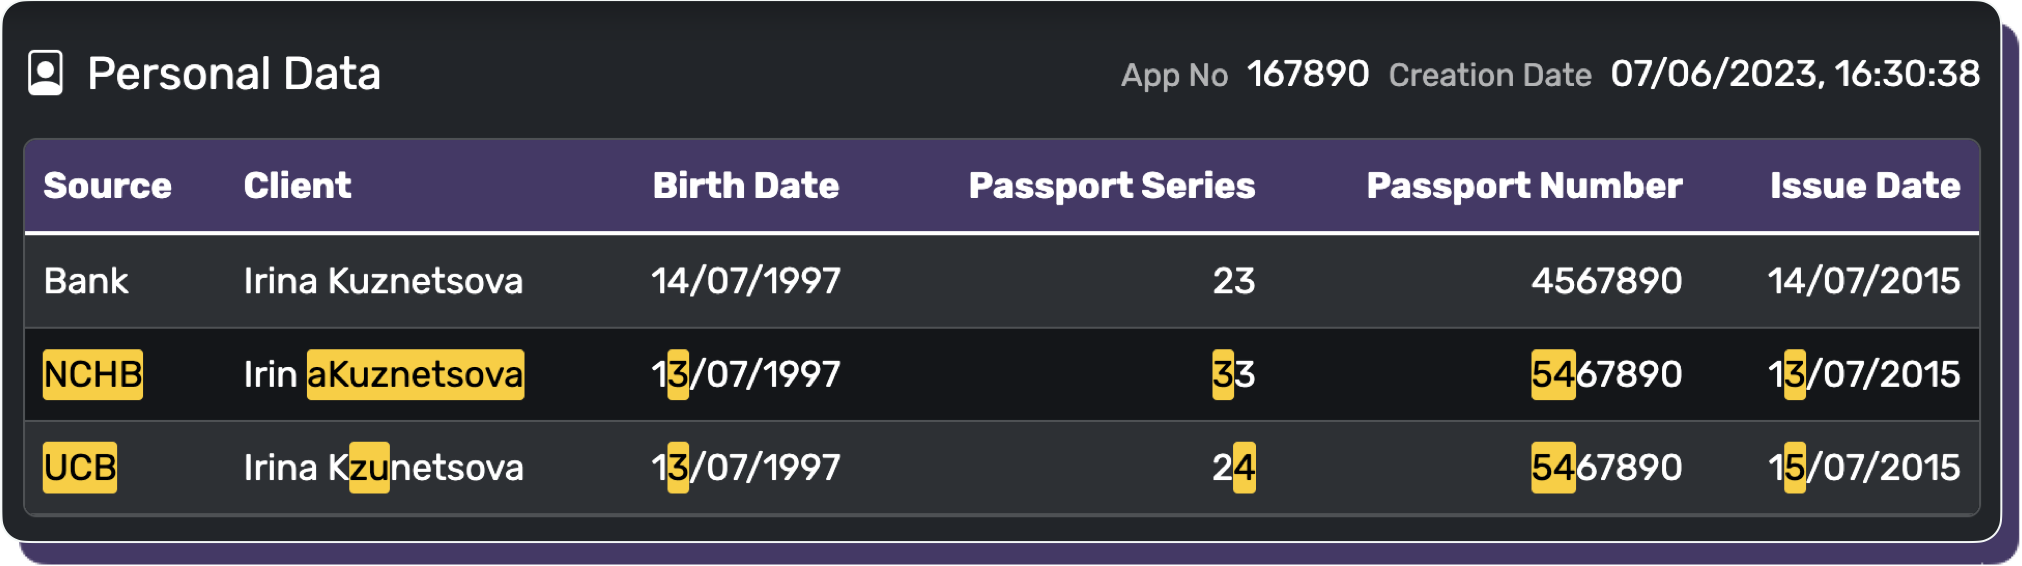 Personal Data App No 167890 Creation Date 07/06/2023, 16:30:38
Source Client Birth Date Passport Series Passport Number Issue Date
Bank Irina Kuznetsova 14/07/1997 23 4567890 14/07/2015
NCHB Irin aKuznetsova 13/07/1997 33 5467890 13/07/2015
UCB Irina Kzunetsova 13/07/1997 24 5467890 15/07/2015